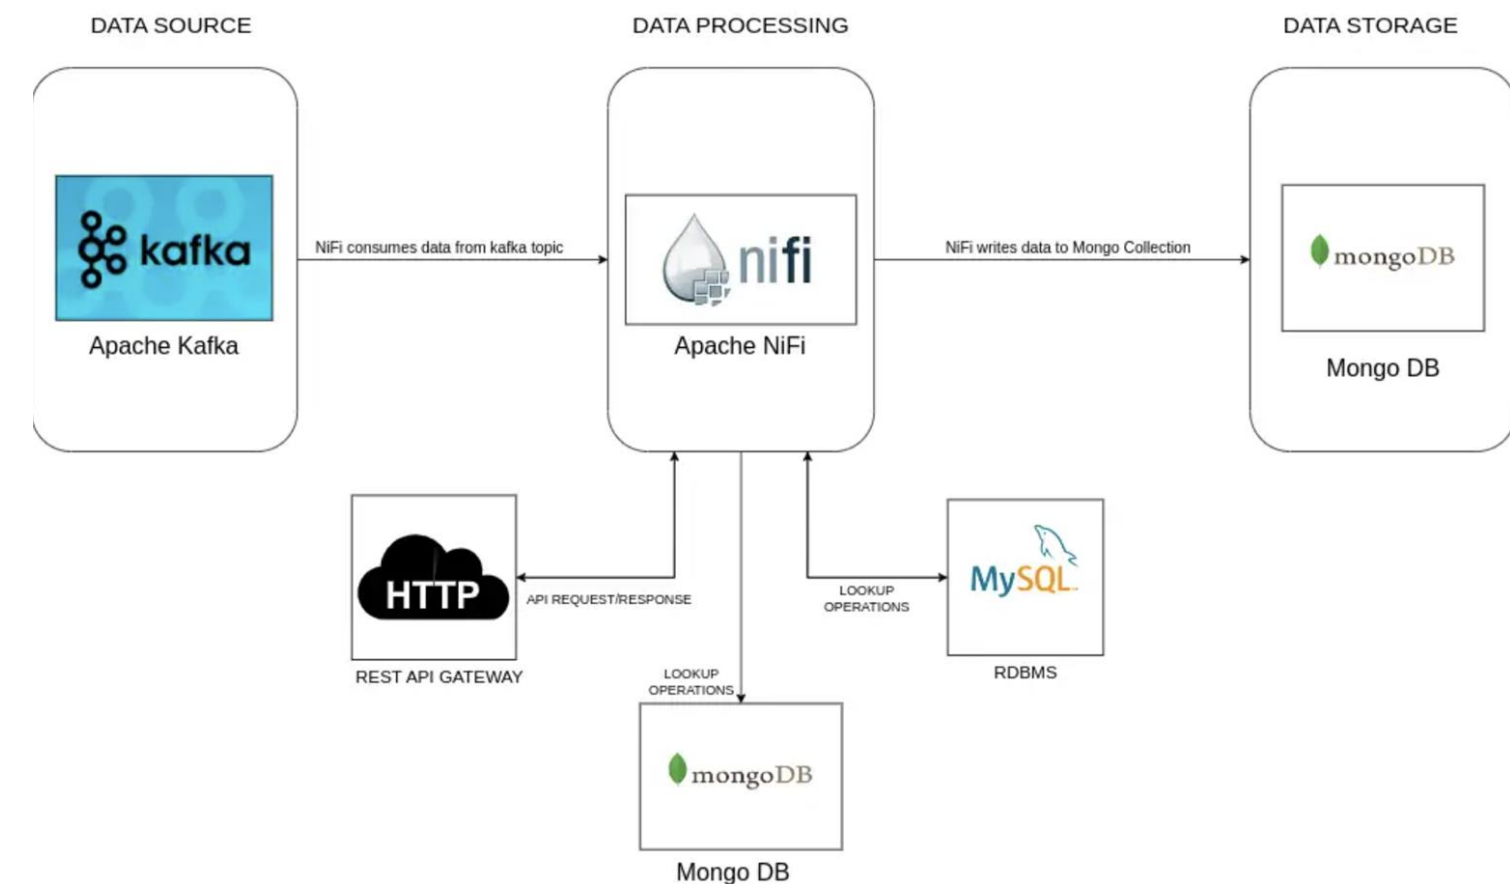 DATA SOURCE
DATA PROCESSING
DATA STORAGE
kafka
Apache Kafka
NiFi consumes data from kafka topic
nifi
Apache NiFi
NiFi writes data to Mongo Collection
mongoDB
Mongo DB
HTTP
API REQUEST/RESPONSE
REST API GATEWAY
LOOKUP
OPERATIONS
mongoDB
Mongo DB
LOOKUP
OPERATIONS
MySQL
RDBMS